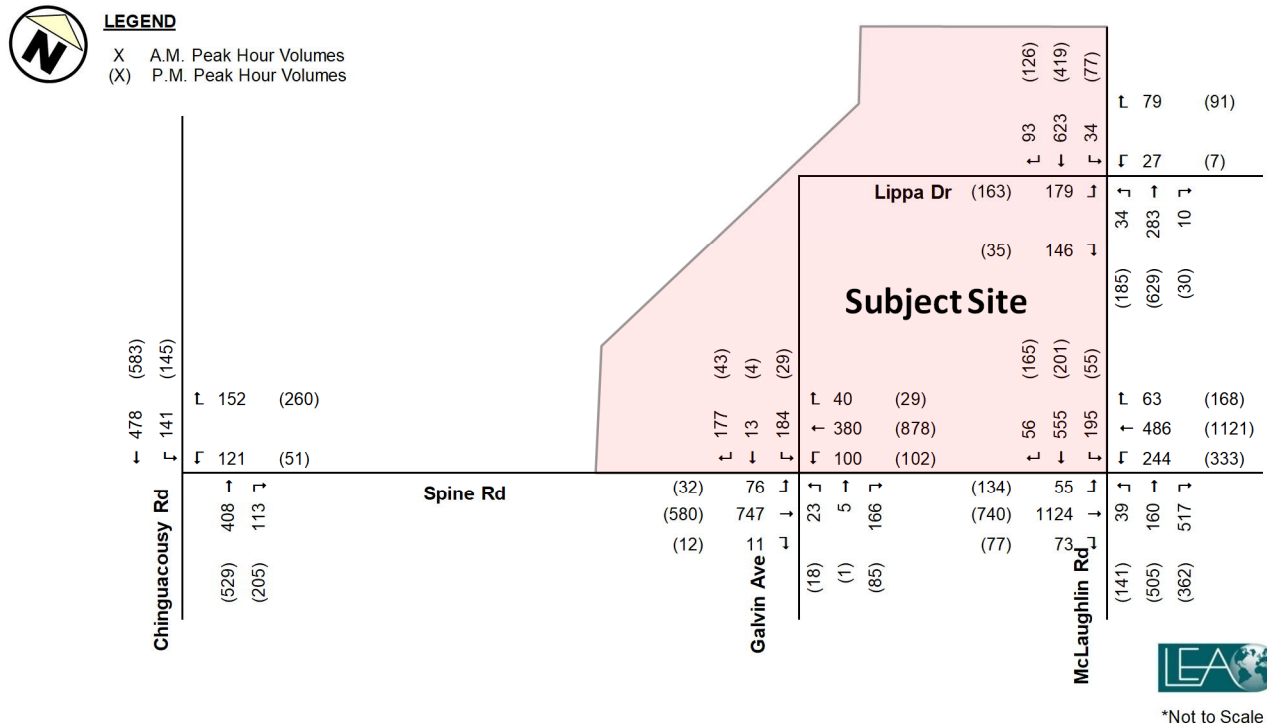 N
LEGEND
X A.M. Peak Hour Volumes
(X) P.M. Peak Hour Volumes
(126) (419) (77)
93 623 34
↰ ↓ ↳
79 (91)
27 (7)
Lippa Dr (163) 179
(35) 146
34 283 10
(185) (629) (30)
Subject Site
(583) (145)
478 141
152 (260)
121 (51)
408 113
(529) (205)
Chinguacousy Rd
Spine Rd
(43) (4) (29)
177 13 184
40 (29)
← 380 (878)
100 (102)
(32) 76
(580) 747 →
(12) 11
23 5 166
(18) (1) (85)
Galvin Ave
(165) (201) (55)
56 555 195
63 (168)
← 486 (1121)
244 (333)
(134) 55
(740) 1124 →
(77) 73
39 160 517
(141) (505) (362)
McLaughlin Rd
LEA
*Not to Scale